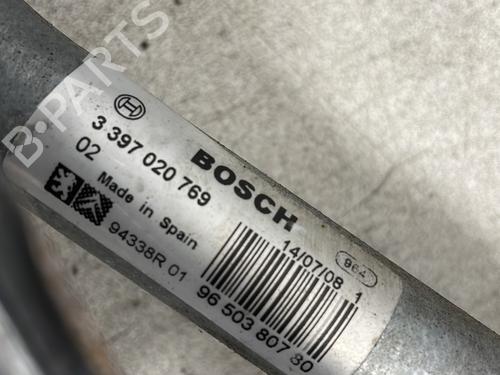 B-PARTS
BOSCH
3 397 020 769
02
Made in Spain
94338R 01
14/07/08 1
964
96 503 807 80